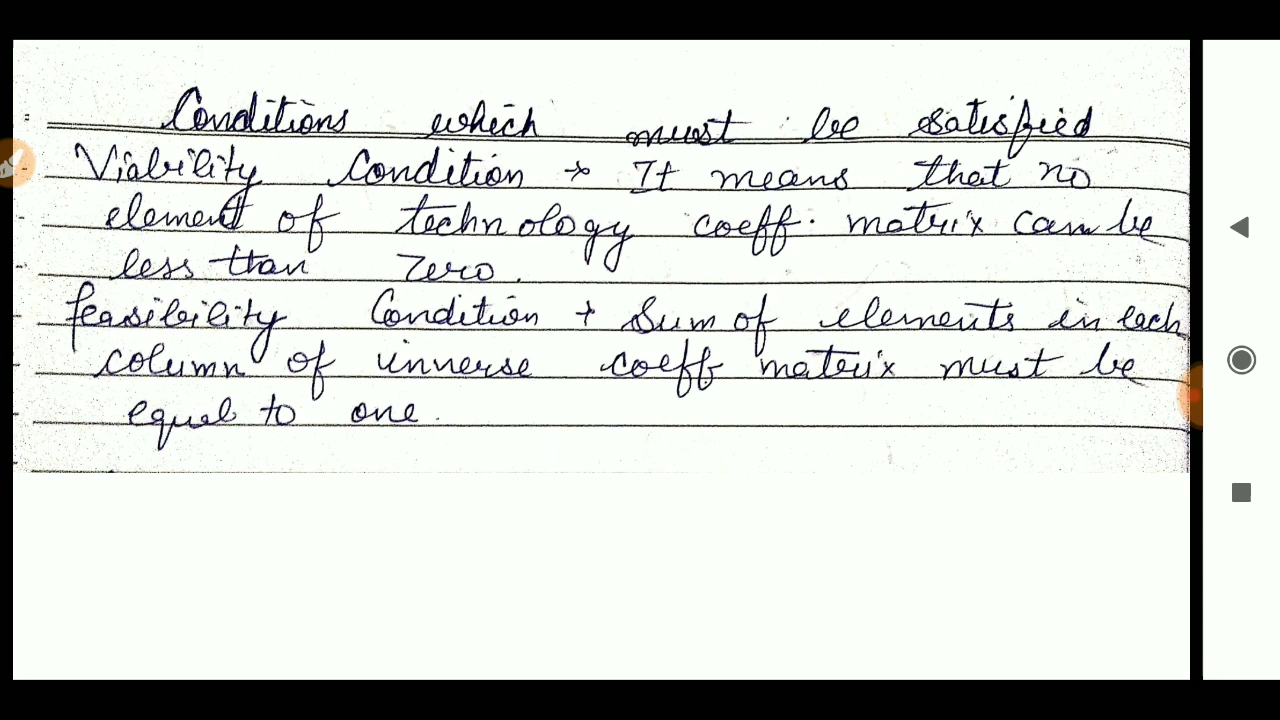 Conditions which must be satisfied
Viability Condition → It means that no
element of technology coeff. matrix can be
less than zero.
feasibility Condition → Sum of elements in each
column of inverse coeff matrix must be
equal to one.